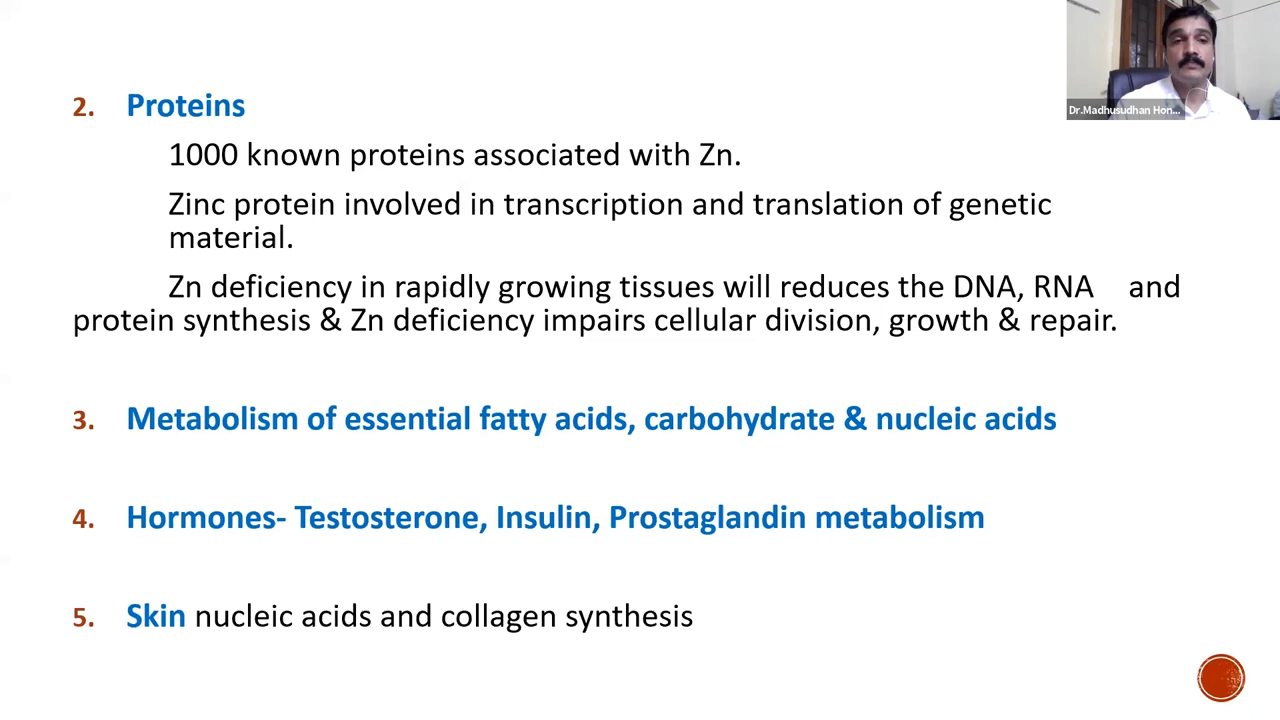 Dr.Madhusudhan Hon...
2. Proteins
1000 known proteins associated with Zn.
Zinc protein involved in transcription and translation of genetic
material.
Zn deficiency in rapidly growing tissues will reduces the DNA, RNA and
protein synthesis & Zn deficiency impairs cellular division, growth & repair.
3. Metabolism of essential fatty acids, carbohydrate & nucleic acids
4. Hormones- Testosterone, Insulin, Prostaglandin metabolism
5. Skin nucleic acids and collagen synthesis